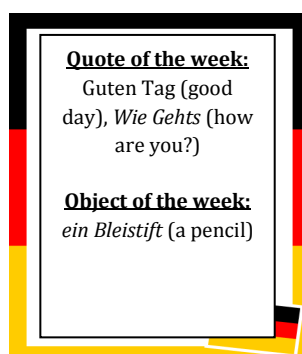 Quote of the week:
Guten Tag (good
day), Wie Gehts (how
are you?)
Object of the week:
ein Bleistift (a pencil)